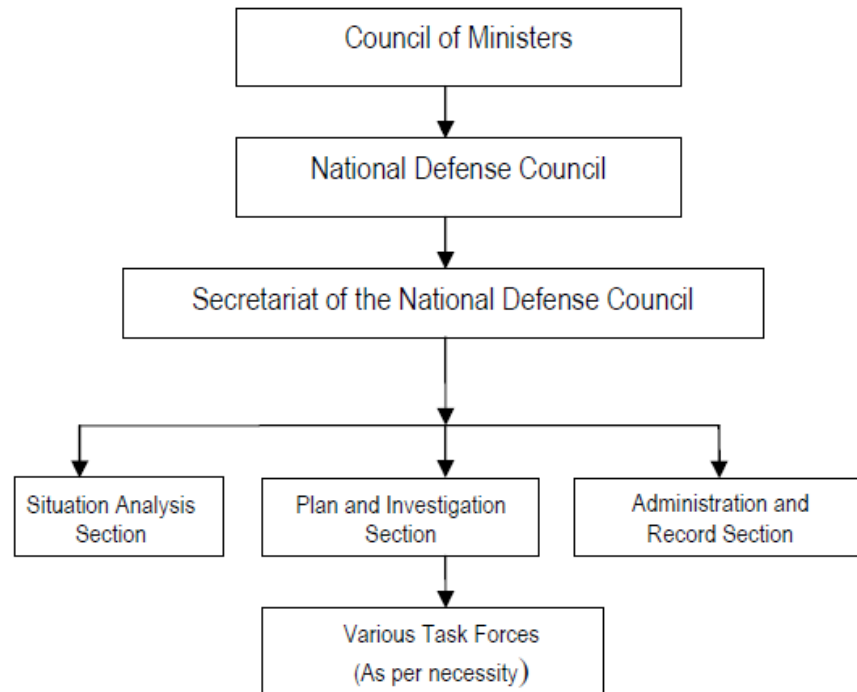 Council of Ministers
National Defense Council
Secretariat of the National Defense Council
Situation Analysis
Section
Plan and Investigation
Section
Administration and
Record Section
Various Task Forces
(As per necessity)